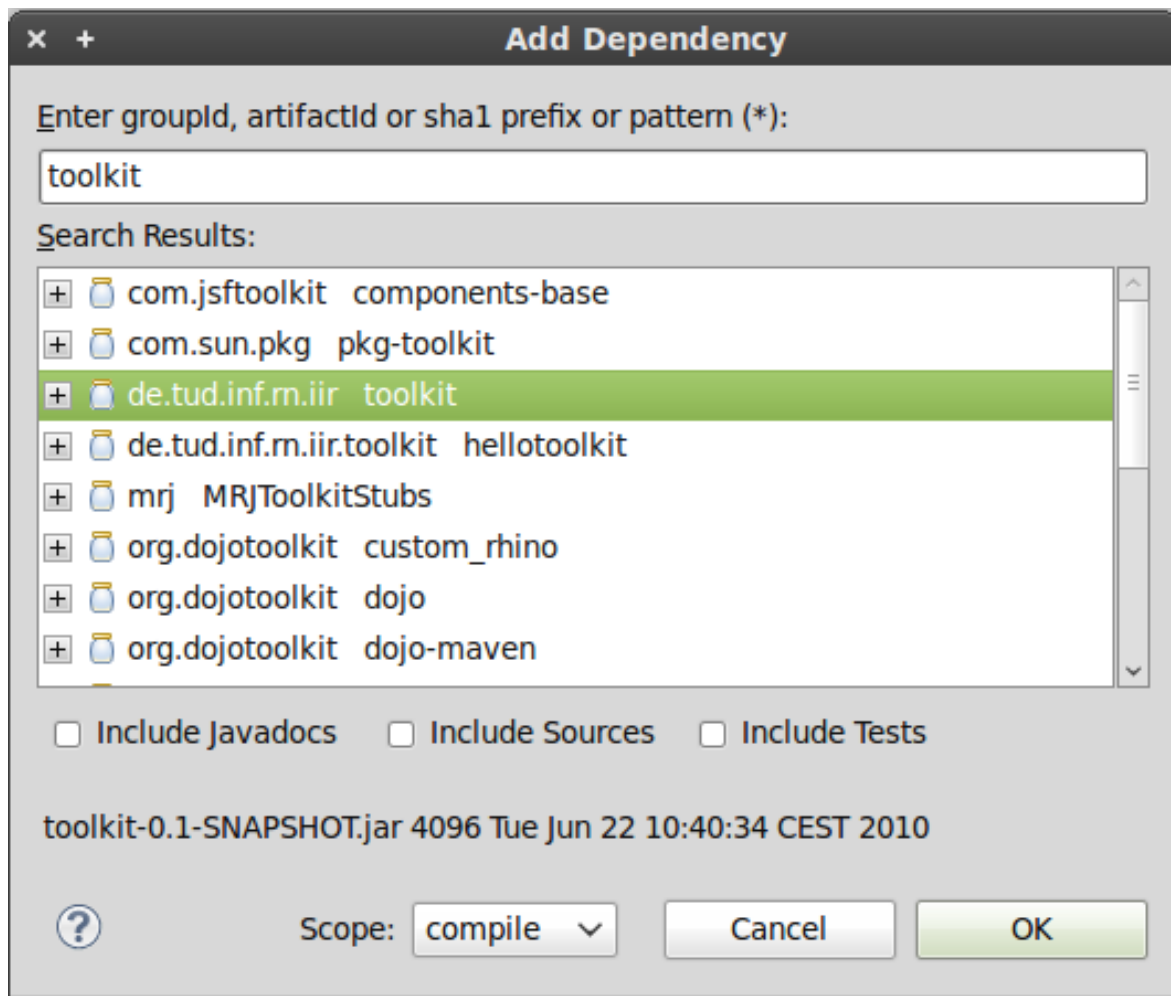 Add Dependency
Enter groupId, artifactId or sha1 prefix or pattern (*):
toolkit
Search Results:
com.jsftoolkit components-base
com.sun.pkg pkg-toolkit
de.tud.inf.rn.iir toolkit
de.tud.inf.rn.iir.toolkit hellotoolkit
mrj MRJToolkitStubs
org.dojotoolkit custom_rhino
org.dojotoolkit dojo
org.dojotoolkit dojo-maven
Include Javadocs Include Sources Include Tests
toolkit-0.1-SNAPSHOT.jar 4096 Tue Jun 22 10:40:34 CEST 2010
? Scope: compile Cancel OK